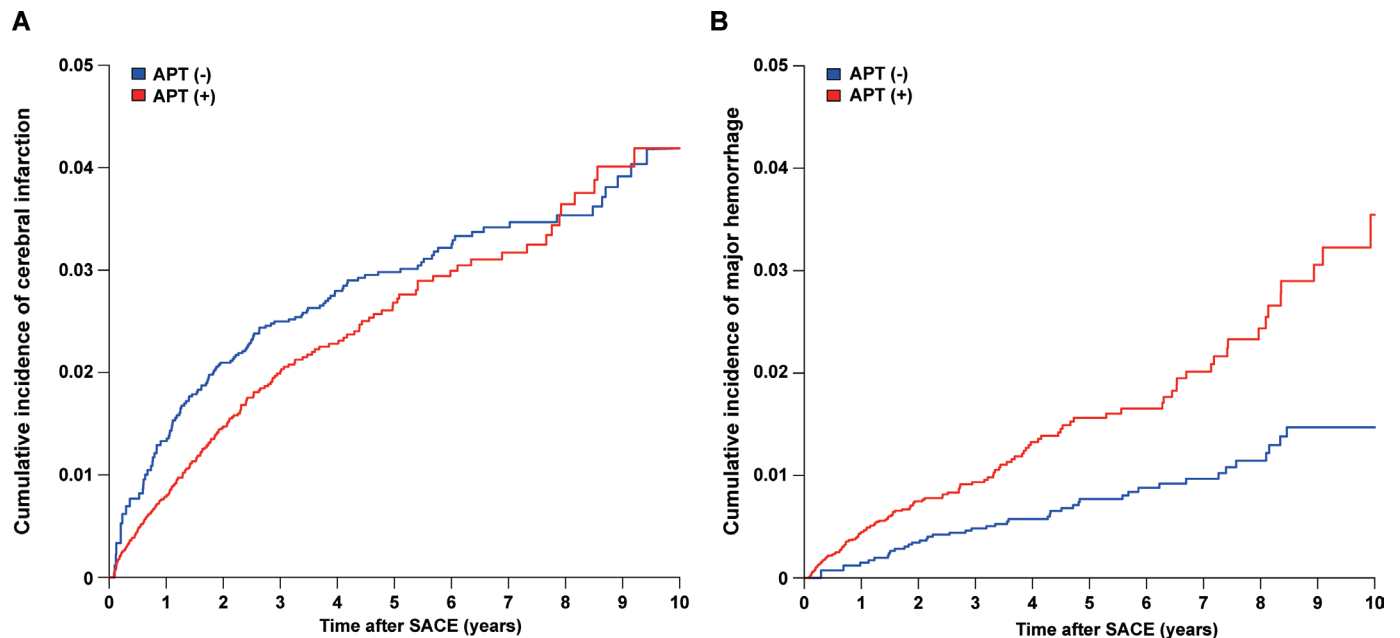 A
Cumulative incidence of cerebral infarction
APT (-)
APT (+)
0.05
0.04
0.03
0.02
0.01
0
0 1 2 3 4 5 6 7 8 9 10
Time after SACE (years)
B
Cumulative incidence of major hemorrhage
APT (-)
APT (+)
0.05
0.04
0.03
0.02
0.01
0
0 1 2 3 4 5 6 7 8 9 10
Time after SACE (years)